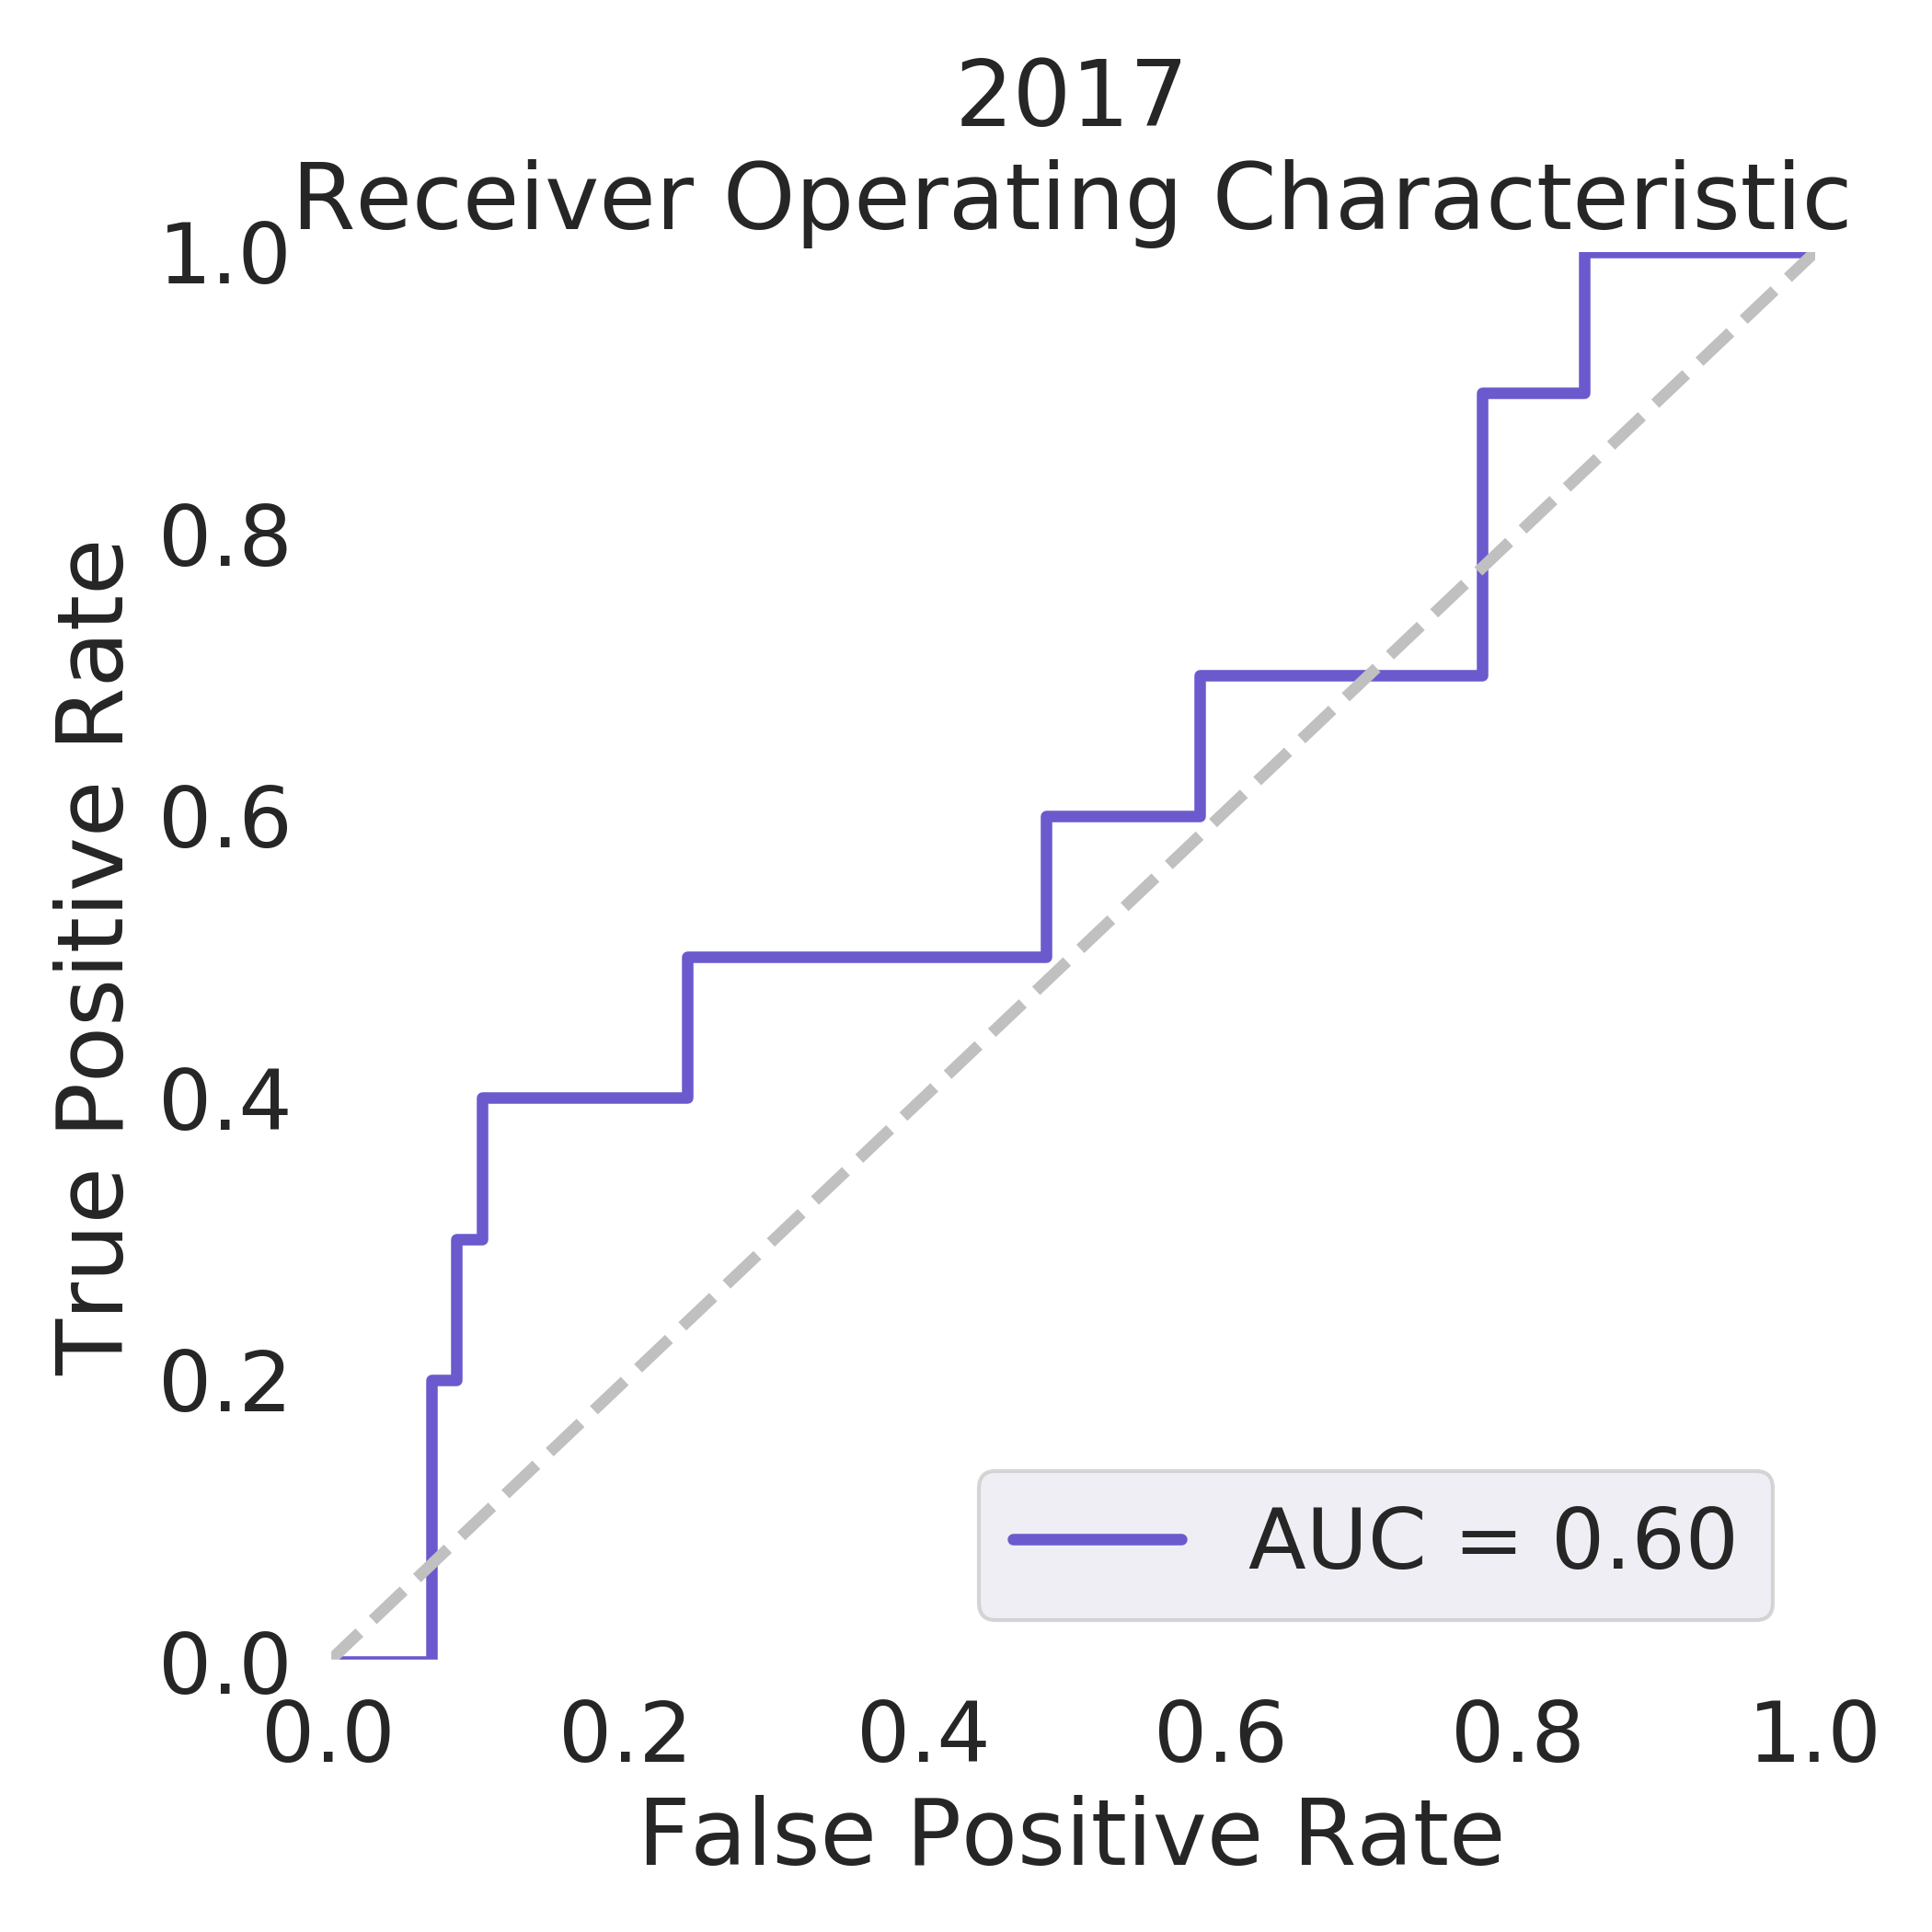 2017
Receiver Operating Characteristic
1.0
0.8
0.6
0.4
0.2
0.0
True Positive Rate
AUC = 0.60
0.0 0.2 0.4 0.6 0.8 1.0
False Positive Rate